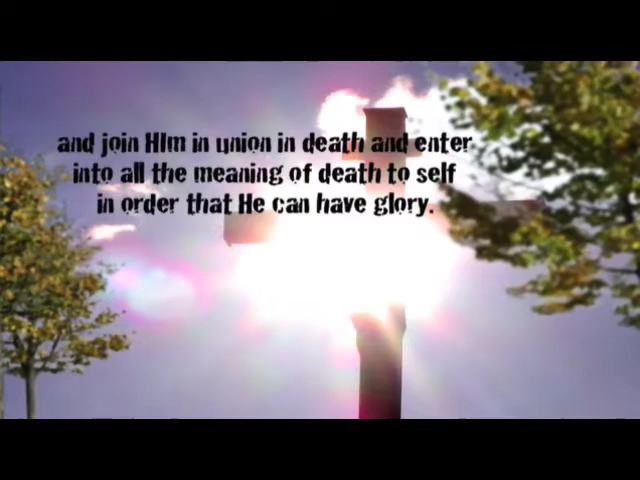 and join HIm in union in death and enter
into all the meaning of death to self
in order that He can have glory.